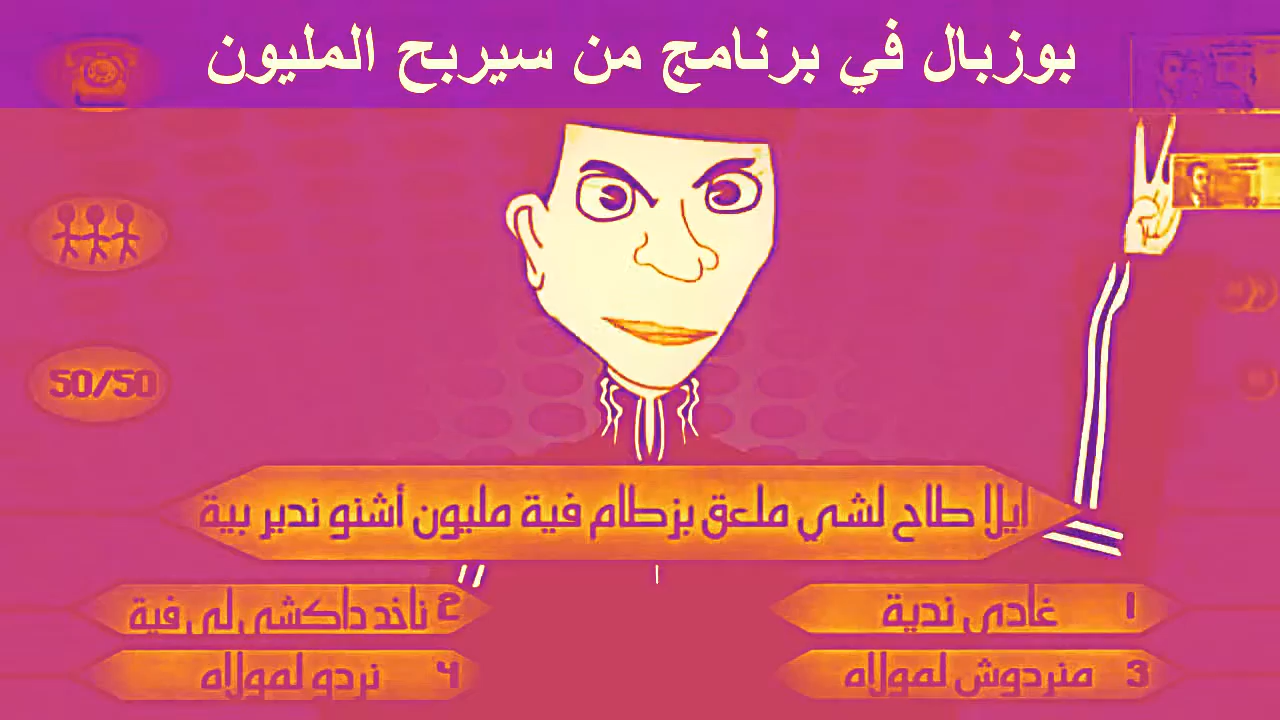 بوزبال في برنامج من سيربح المليون
50/50
ايلا طاح لشي ملعق بزطام فية مليون أشنو ندير بية
1 غادي ندية
2 ناخد داكشي لي فية
3 منردوش لمولاه
4 نردو لمولاه